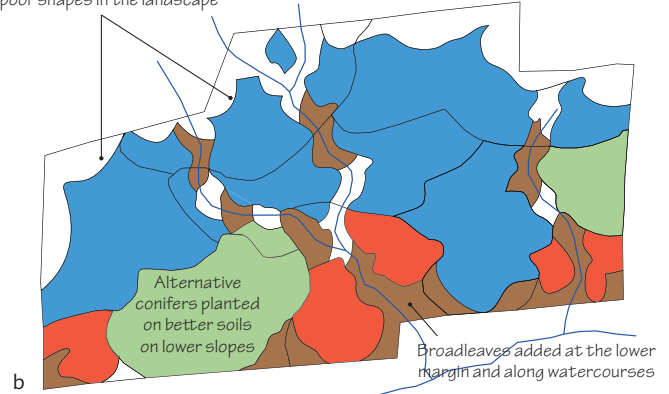 poor shapes in the landscape
Alternative
conifers planted
on better soils
on lower slopes
Broadleaves added at the lower
margin and along watercourses
b